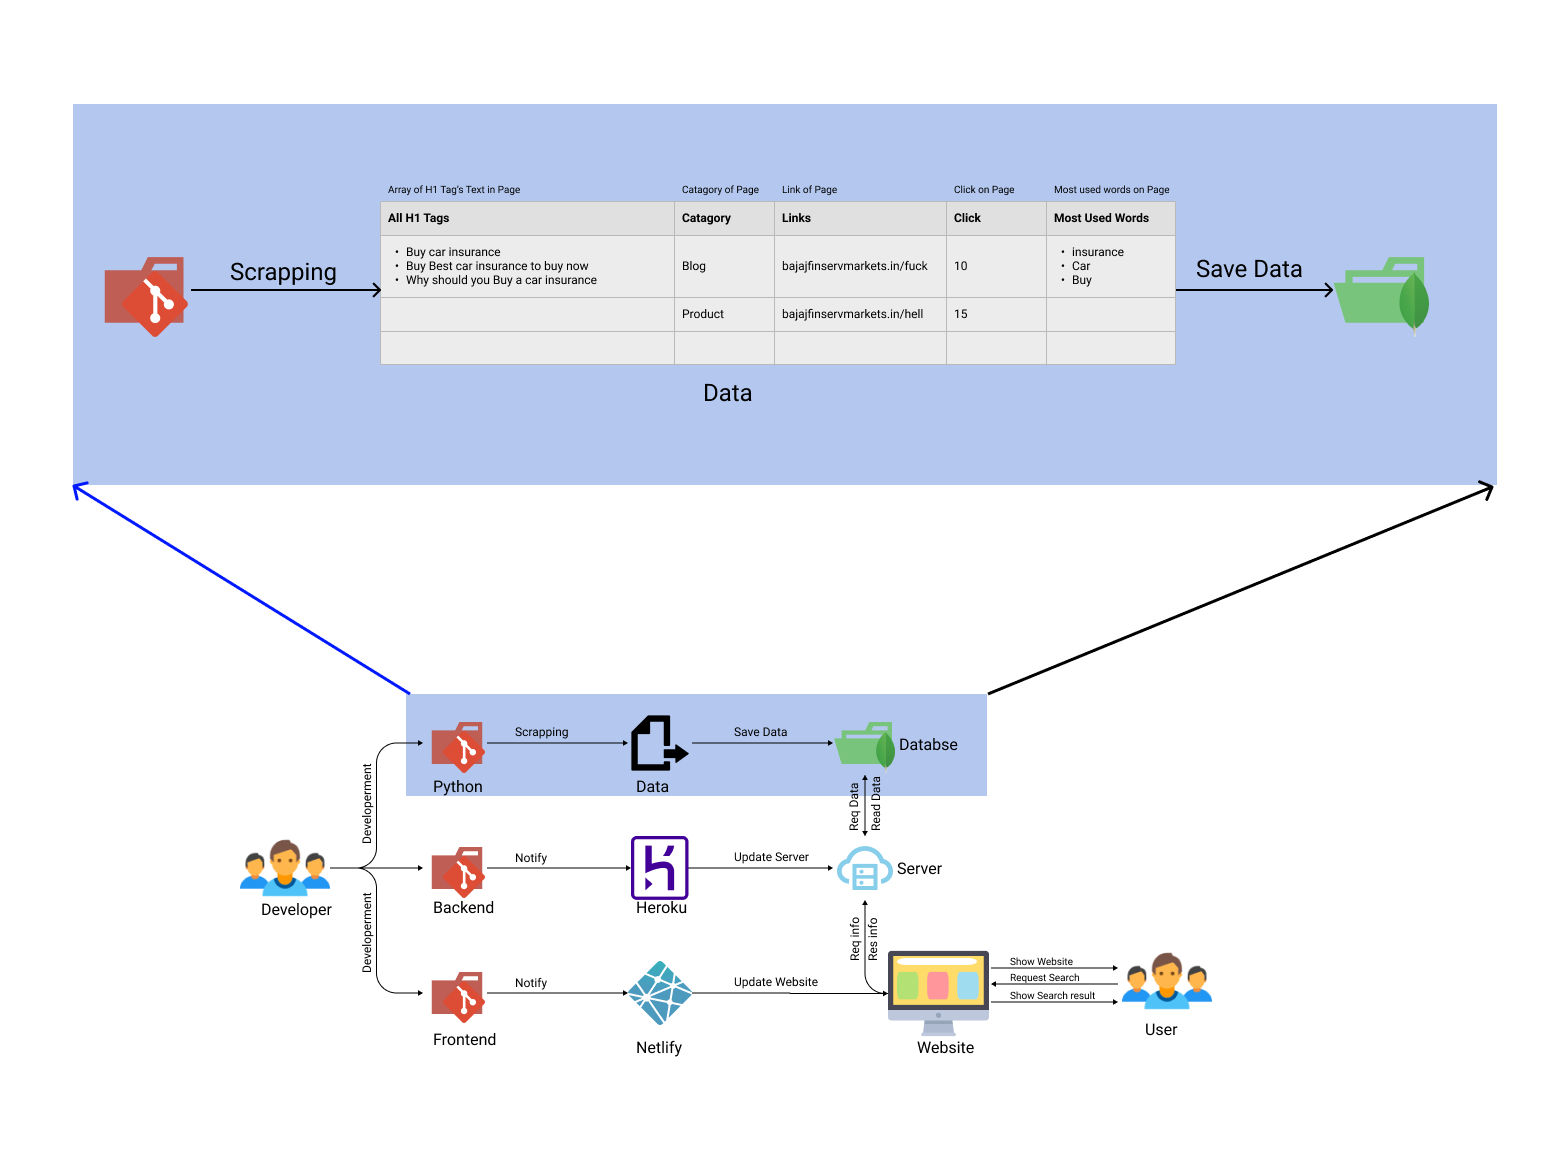 Array of H1 Tag's Text in Page
Catagory of Page
Link of Page
Click on Page
Most used words on Page
All H1 Tags
Catagory
Links
Click
Most Used Words
• Buy car insurance
• Buy Best car insurance to buy now
• Why should you Buy a car insurance
Blog
bajajfinservmarkets.in/fuck
10
• insurance
• Car
• Buy
Product
bajajfinservmarkets.in/hell
15
Scrapping
Save Data
Data
Scrapping
Save Data
Databse
Python
Data
Developerment
Req Data
Read Data
Notify
Update Server
Server
Developer
Backend
Heroku
Developerment
Req info
Res info
Notify
Update Website
Show Website
Request Search
Show Search result
Frontend
Netlify
Website
User